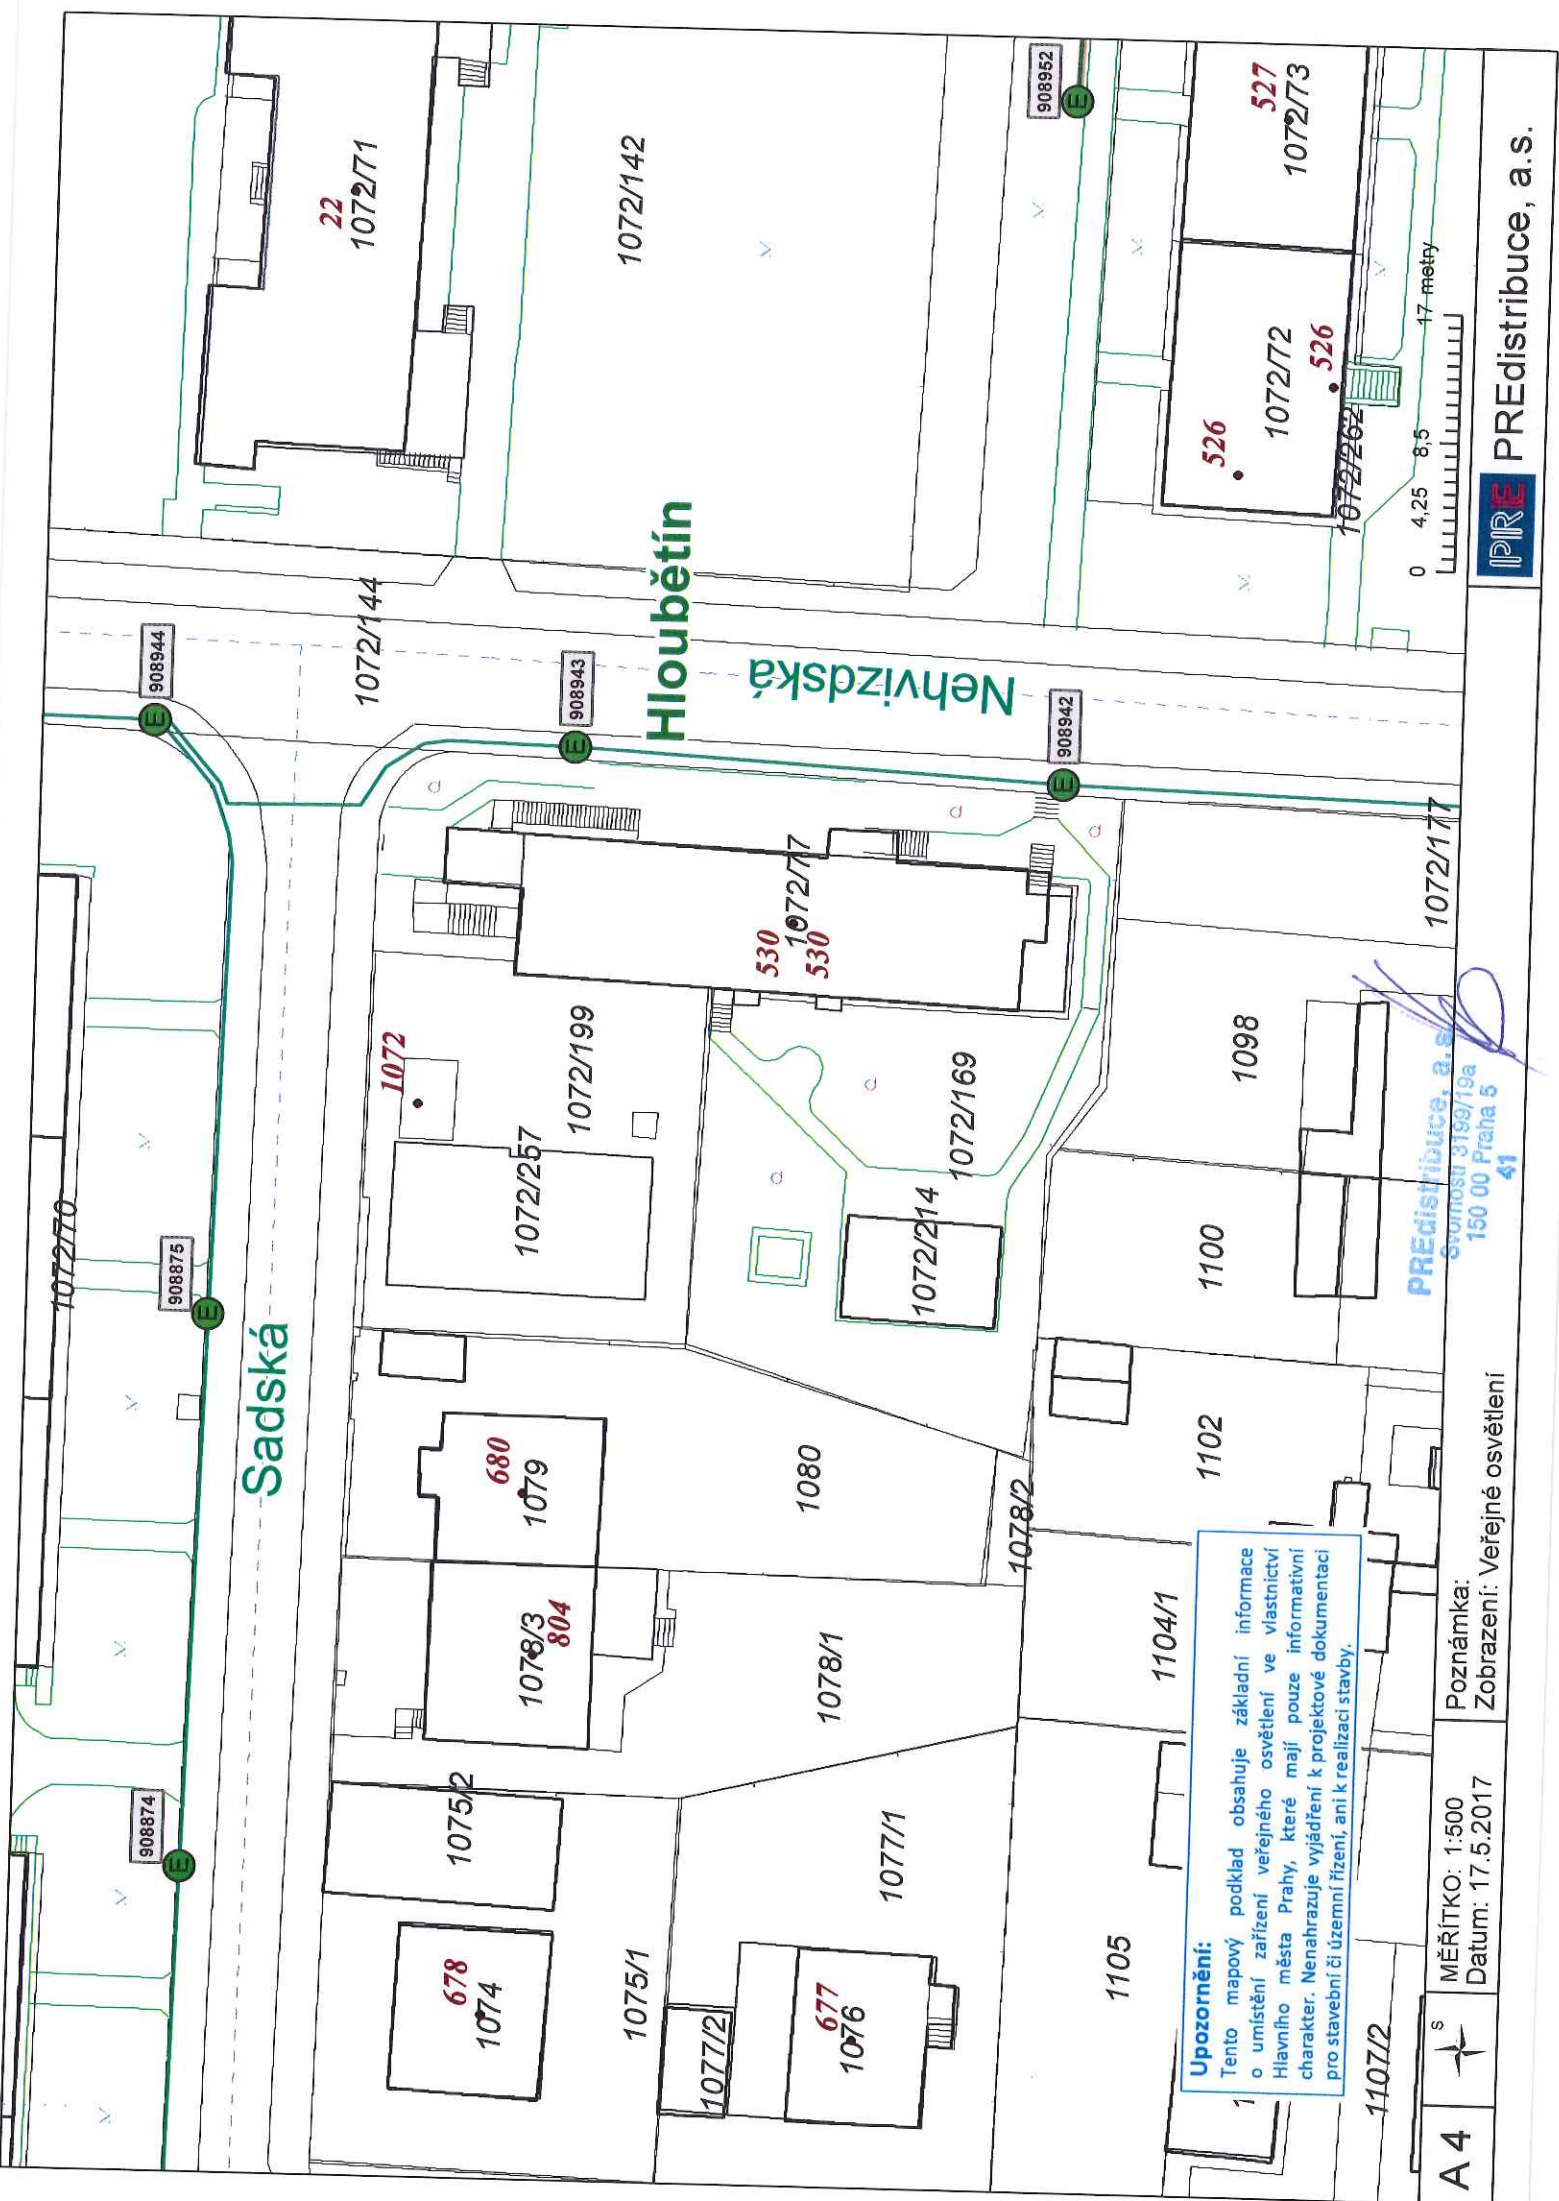 908874
908875
908944
908943
908942
908952
Sadská
Nehvizdská
Hloubětín
1072/70
1072/144
22
1072/71
1072/142
527
1072/73
526
1072/72
526
1072/262
678
1074
1075/2
1075/1
1077/2
677
1076
1077/1
1078/3
804
1078/1
680
1079
1080
1078/2
1072
1072/199
1072/257
530
1072/77
530
1072/169
1072/214
1072/177
1098
1100
1102
1104/1
1105
1107/2
Upozornění:
Tento mapový podklad obsahuje základní informace
o umístění zařízení veřejného osvětlení ve vlastnictví
Hlavního města Prahy, které mají pouze informativní
charakter. Nenahrazuje vyjádření k projektové dokumentaci
pro stavební či územní řízení, ani k realizaci stavby.
PREdistribuce, a.s.
Svornosti 3199/19a
150 00 Praha 5
41
0 4,25 8,5 17 metry
A 4
S
MĚŘÍTKO: 1:500
Datum: 17.5.2017
Poznámka:
Zobrazení: Veřejné osvětlení
PRE PREdistribuce, a.s.